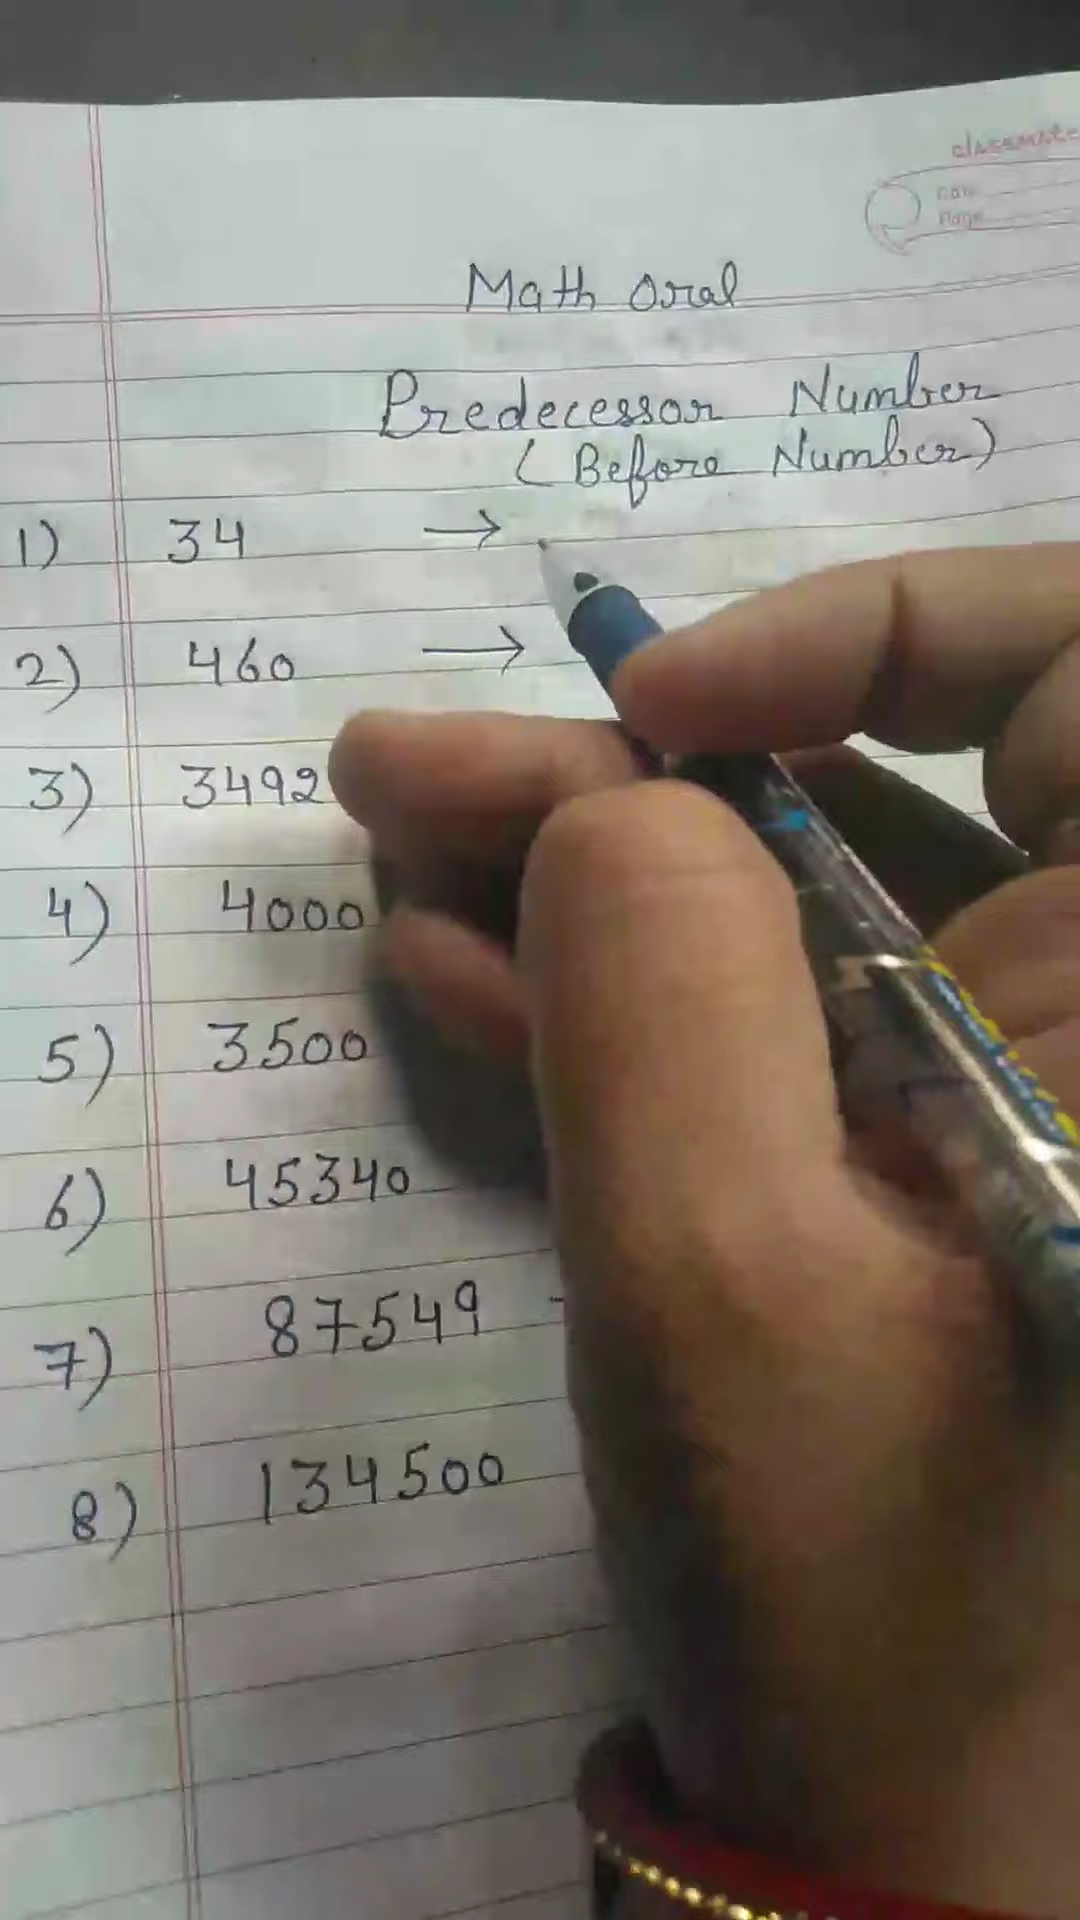 classmate
Date
Page
Math Oral
Predecessor Number
(Before Number)
1) 34 →
2) 460 →
3) 3492
4) 4000
5) 3500
6) 45340
7) 87549
8) 134500